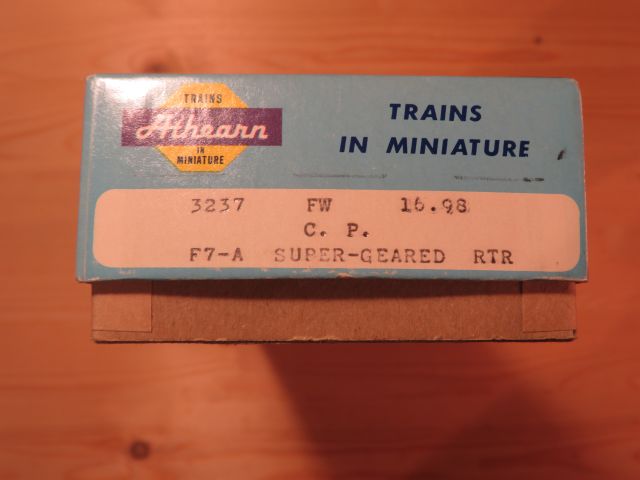 TRAINS
Athearn
IN
MINIATURE
TRAINS
IN MINIATURE
3237 FW 16.98
C. P.
F7-A SUPER-GEARED RTR